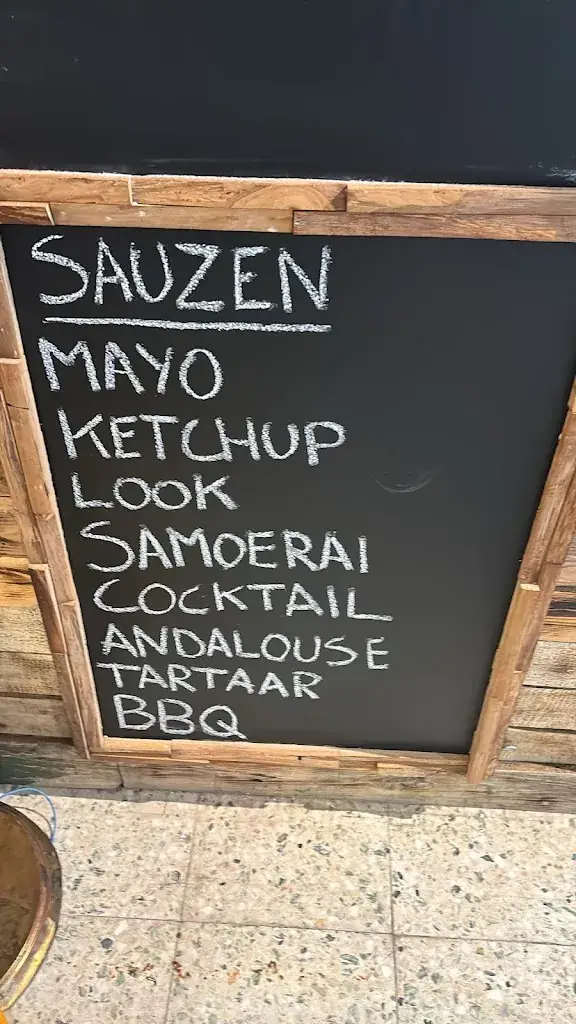 SAUZEN
MAYO
KETCHUP
LOOK
SAMOERAI
COCKTAIL
ANDALOUSE
TARTAAR
BBQ